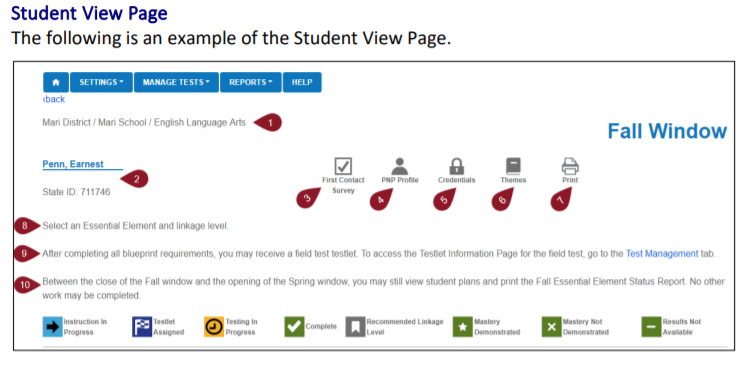 Student View Page
The following is an example of the Student View Page.
SETTINGS MANAGE TESTS REPORTS HELP
‹back
Mari District / Mari School / English Language Arts 1
Fall Window
Penn, Earnest
2
State ID: 711746
First Contact Survey PNP Profile Credentials Themes Print
3 4 5 6 7
8 Select an Essential Element and linkage level.
9 After completing all blueprint requirements, you may receive a field test testlet. To access the Testlet Information Page for the field test, go to the Test Management tab.
10 Between the close of the Fall window and the opening of the Spring window, you may still view student plans and print the Fall Essential Element Status Report. No other
work may be completed.
Instruction In Progress Testlet Assigned Testing In Progress Complete Recommended Linkage Level Mastery Demonstrated Mastery Not Demonstrated Results Not Available